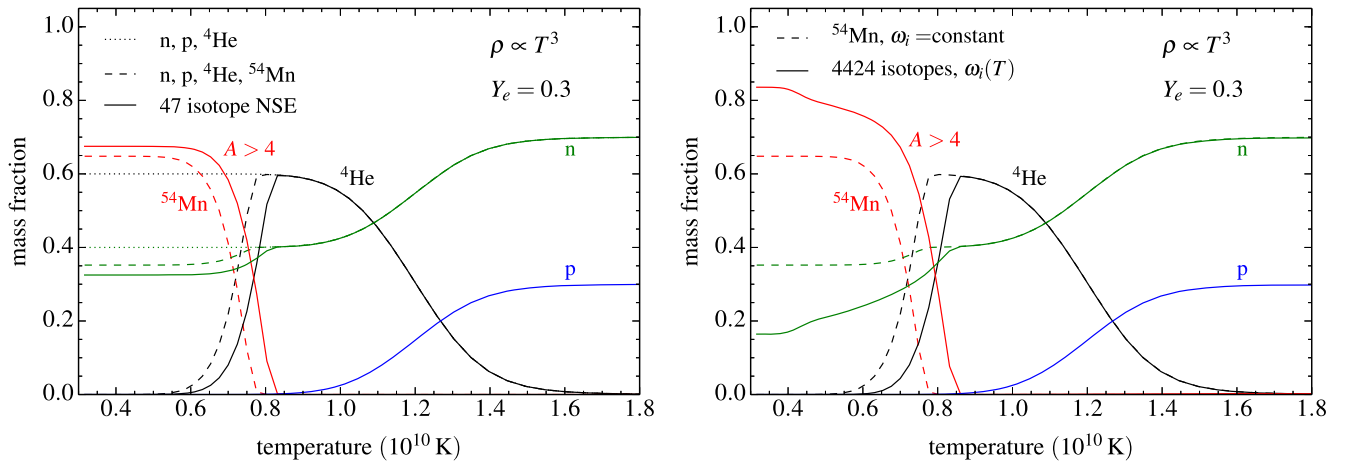 1.0
0.8
0.6
0.4
0.2
0.0
mass fraction
n, p, ⁴He
n, p, ⁴He, ⁵⁴Mn
47 isotope NSE
ρ ∝ T³
Yₑ = 0.3
A > 4
⁵⁴Mn
⁴He
n
p
0.4 0.6 0.8 1.0 1.2 1.4 1.6 1.8
temperature (10¹⁰ K)
1.0
0.8
0.6
0.4
0.2
0.0
mass fraction
⁵⁴Mn, ωᵢ =constant
4424 isotopes, ωᵢ(T)
ρ ∝ T³
Yₑ = 0.3
A > 4
⁵⁴Mn
⁴He
n
p
0.4 0.6 0.8 1.0 1.2 1.4 1.6 1.8
temperature (10¹⁰ K)